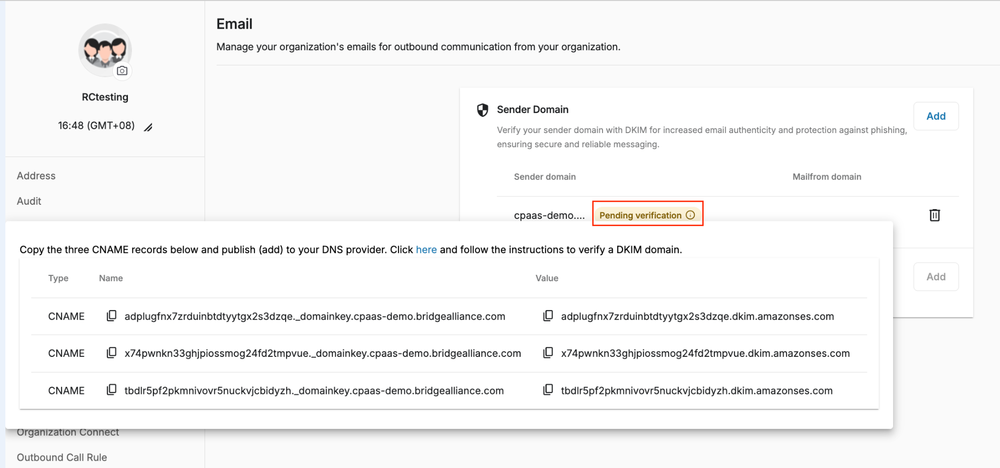 Email
Manage your organization's emails for outbound communication from your organization.
RCtesting
16:48 (GMT+08)
Address
Audit
Sender Domain
Add
Verify your sender domain with DKIM for increased email authenticity and protection against phishing,
ensuring secure and reliable messaging.
Sender domain Mailfrom domain
cpaas-demo.... Pending verification
Add
Copy the three CNAME records below and publish (add) to your DNS provider. Click here and follow the instructions to verify a DKIM domain.
Type Name Value
CNAME adplugfnx7zrduinbtdtyytgx2s3dzqe._domainkey.cpaas-demo.bridgealliance.com adplugfnx7zrduinbtdtyytgx2s3dzqe.dkim.amazonses.com
CNAME x74pwnkn33ghjpiossmog24fd2tmpvue._domainkey.cpaas-demo.bridgealliance.com x74pwnkn33ghjpiossmog24fd2tmpvue.dkim.amazonses.com
CNAME tbdlr5pf2pkmnivovr5nuckvjcbidyzh._domainkey.cpaas-demo.bridgealliance.com tbdlr5pf2pkmnivovr5nuckvjcbidyzh.dkim.amazonses.com
Organization Connect
Outbound Call Rule